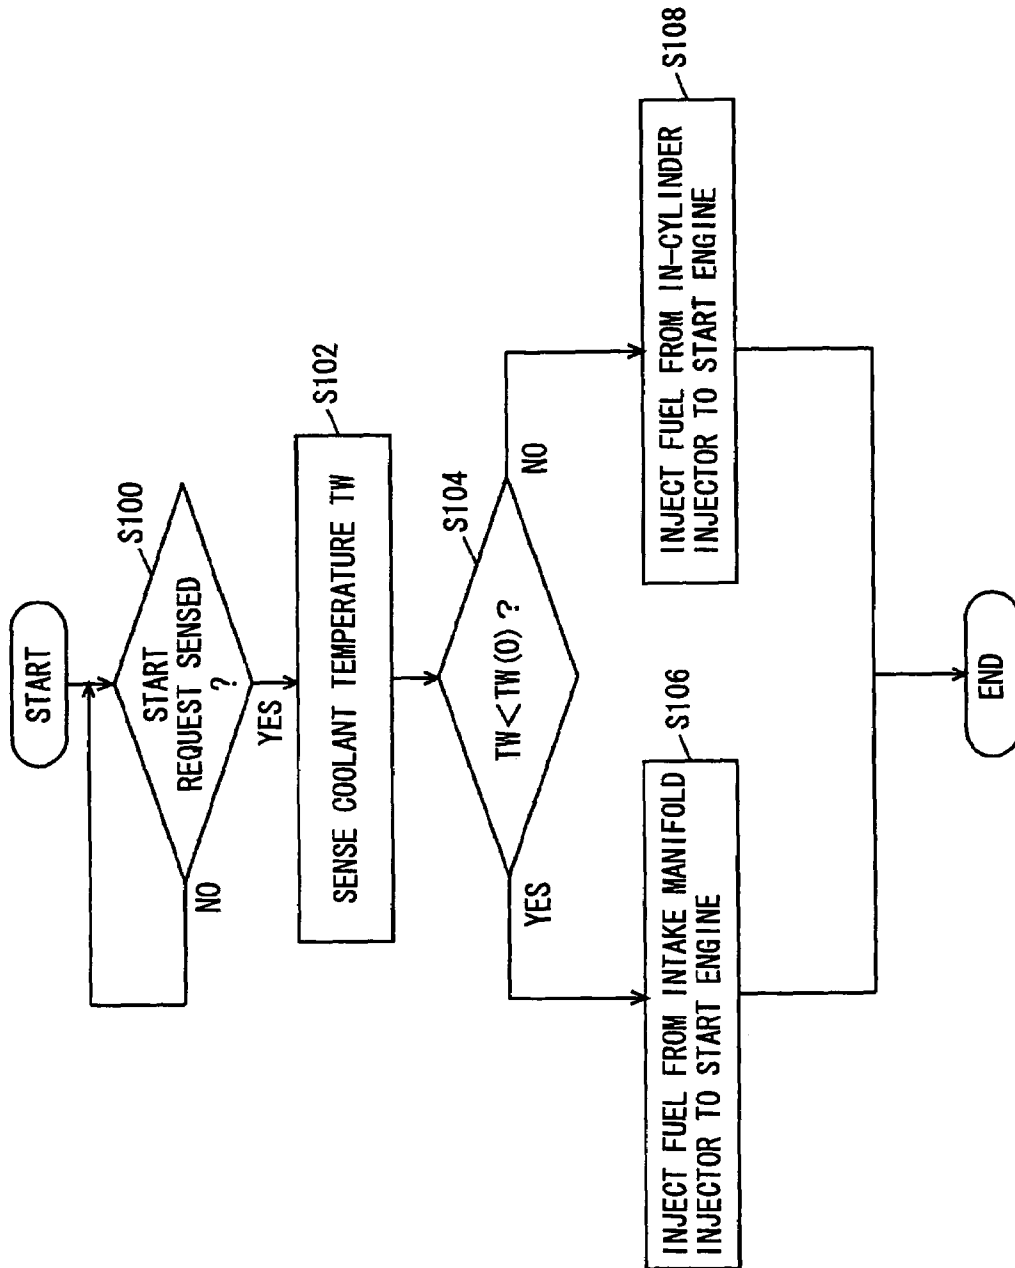 START
START
REQUEST SENSED
?
S100
NO
YES
SENSE COOLANT TEMPERATURE TW
S102
TW<TW(0)?
S104
YES
NO
INJECT FUEL FROM INTAKE MANIFOLD
INJECTOR TO START ENGINE
S106
INJECT FUEL FROM IN-CYLINDER
INJECTOR TO START ENGINE
S108
END